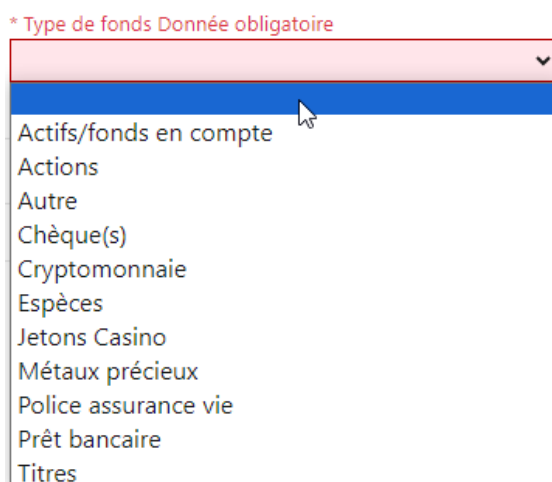 * Type de fonds Donnée obligatoire
Actifs/fonds en compte
Actions
Autre
Chèque(s)
Cryptomonnaie
Espèces
Jetons Casino
Métaux précieux
Police assurance vie
Prêt bancaire
Titres